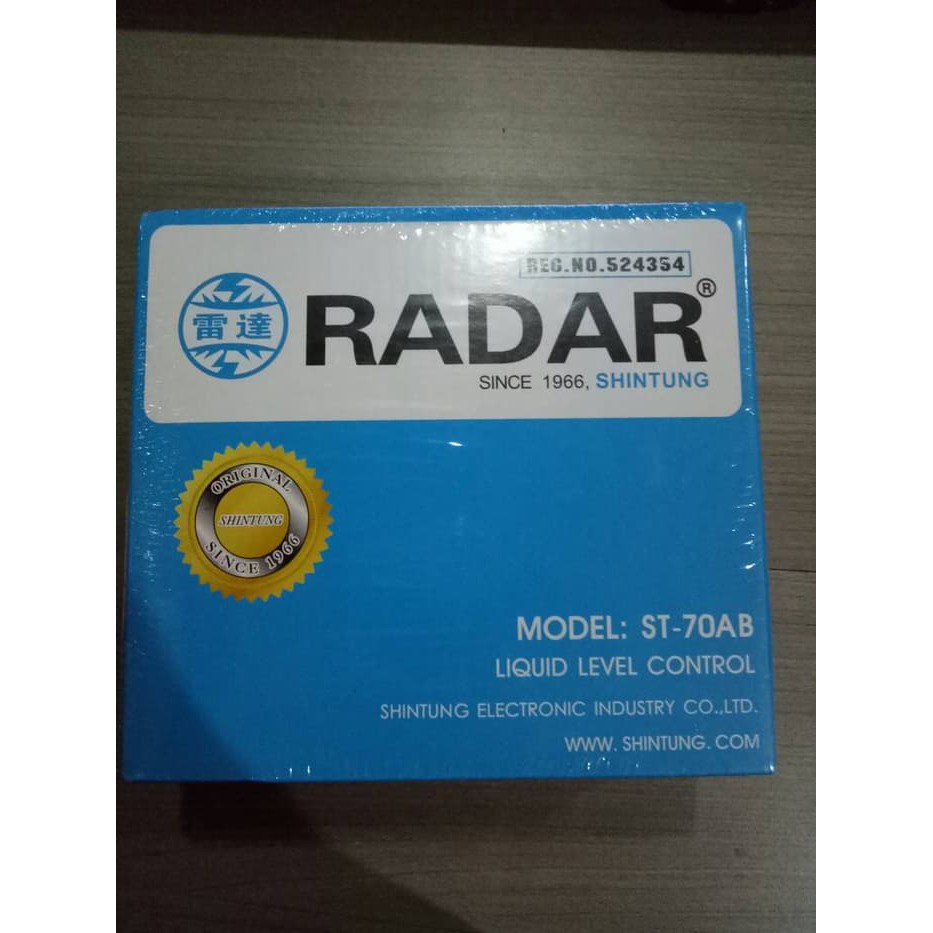 REG.NO.524354
雷達 RADAR®
SINCE 1966, SHINTUNG
ORIGINAL
SHINTUNG
SINCE 1966
MODEL: ST-70AB
LIQUID LEVEL CONTROL
SHINTUNG ELECTRONIC INDUSTRY CO.,LTD.
WWW. SHINTUNG. COM